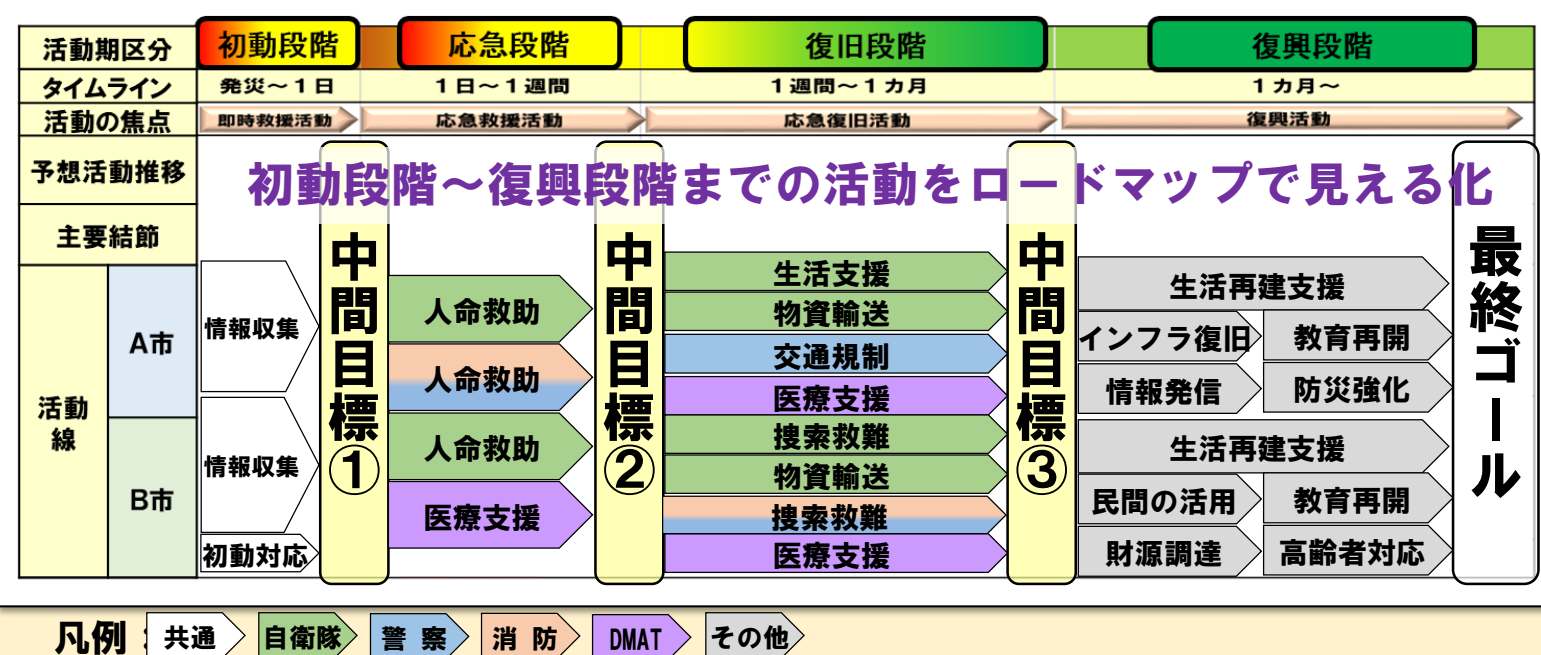 活動期区分 初動段階 応急段階 復旧段階 復興段階
タイムライン 発災～１日 １日～１週間 １週間～１カ月 １カ月～
活動の焦点 即時救援活動 応急救援活動 応急復旧活動 復興活動
予想活動推移
初動段階～復興段階までの活動をロードマップで見える化
主要結節
活動線
A市
情報収集
中間目標①
人命救助
人命救助
中間目標②
生活支援
物資輸送
交通規制
医療支援
中間目標③
生活再建支援
インフラ復旧 教育再開
情報発信 防災強化
最終ゴール
B市
情報収集
初動対応
人命救助
医療支援
捜索救難
物資輸送
捜索救難
医療支援
生活再建支援
民間の活用 教育再開
財源調達 高齢者対応
凡例： 共通 自衛隊 警察 消防 DMAT その他